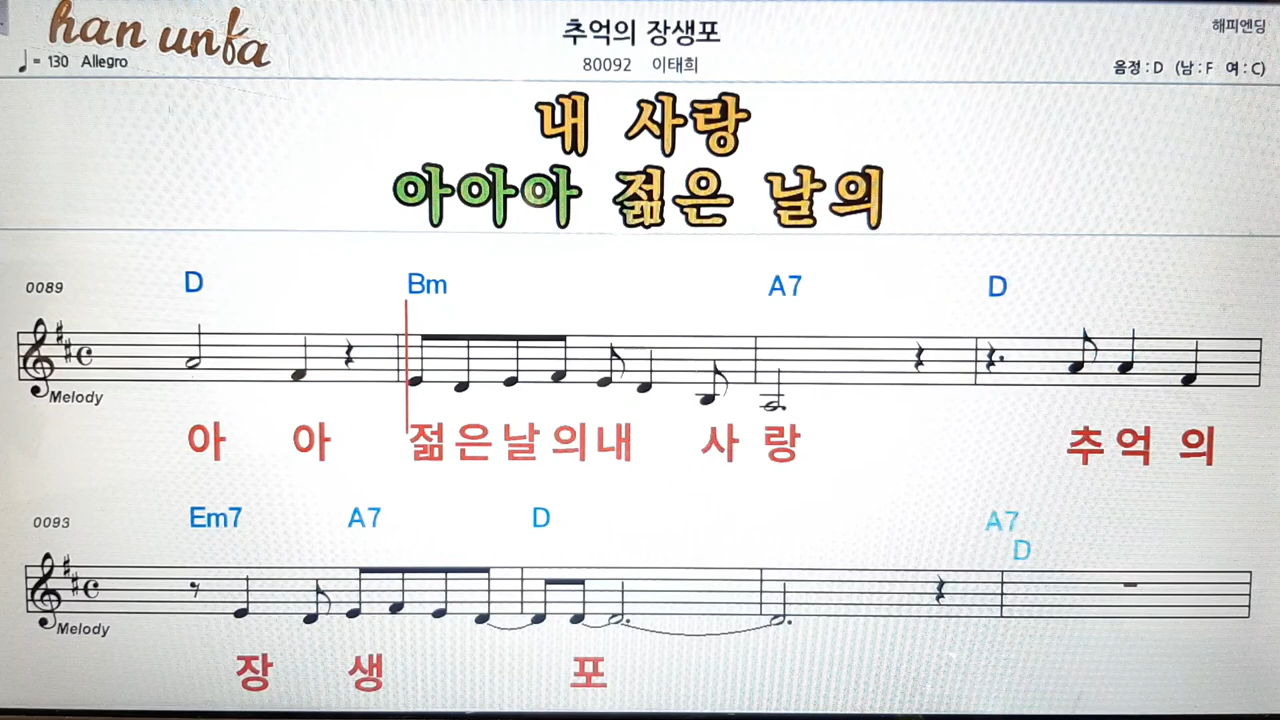 han unfa
추억의 장생포
해피엔딩
♩= 130 Allegro
80092 이태희
음정 : D (남 : F 여 : C)
내 사랑
아아아 젊은 날의
0089
D Bm A7 D
Melody
아 아 젊은날의내 사 랑 추억의
0093
Em7 A7 D A7
D
Melody
장 생 포